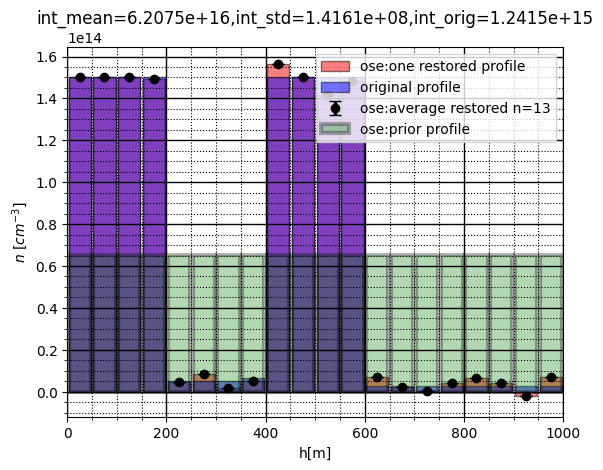 int_mean=6.2075e+16,int_std=1.4161e+08,int_orig=1.2415e+15
1e14
1.6
1.4
1.2
1.0
0.8
0.6
0.4
0.2
0.0
n [cm⁻³]
ose:one restored profile
original profile
ose:average restored n=13
ose:prior profile
0 200 400 600 800 1000
h[m]